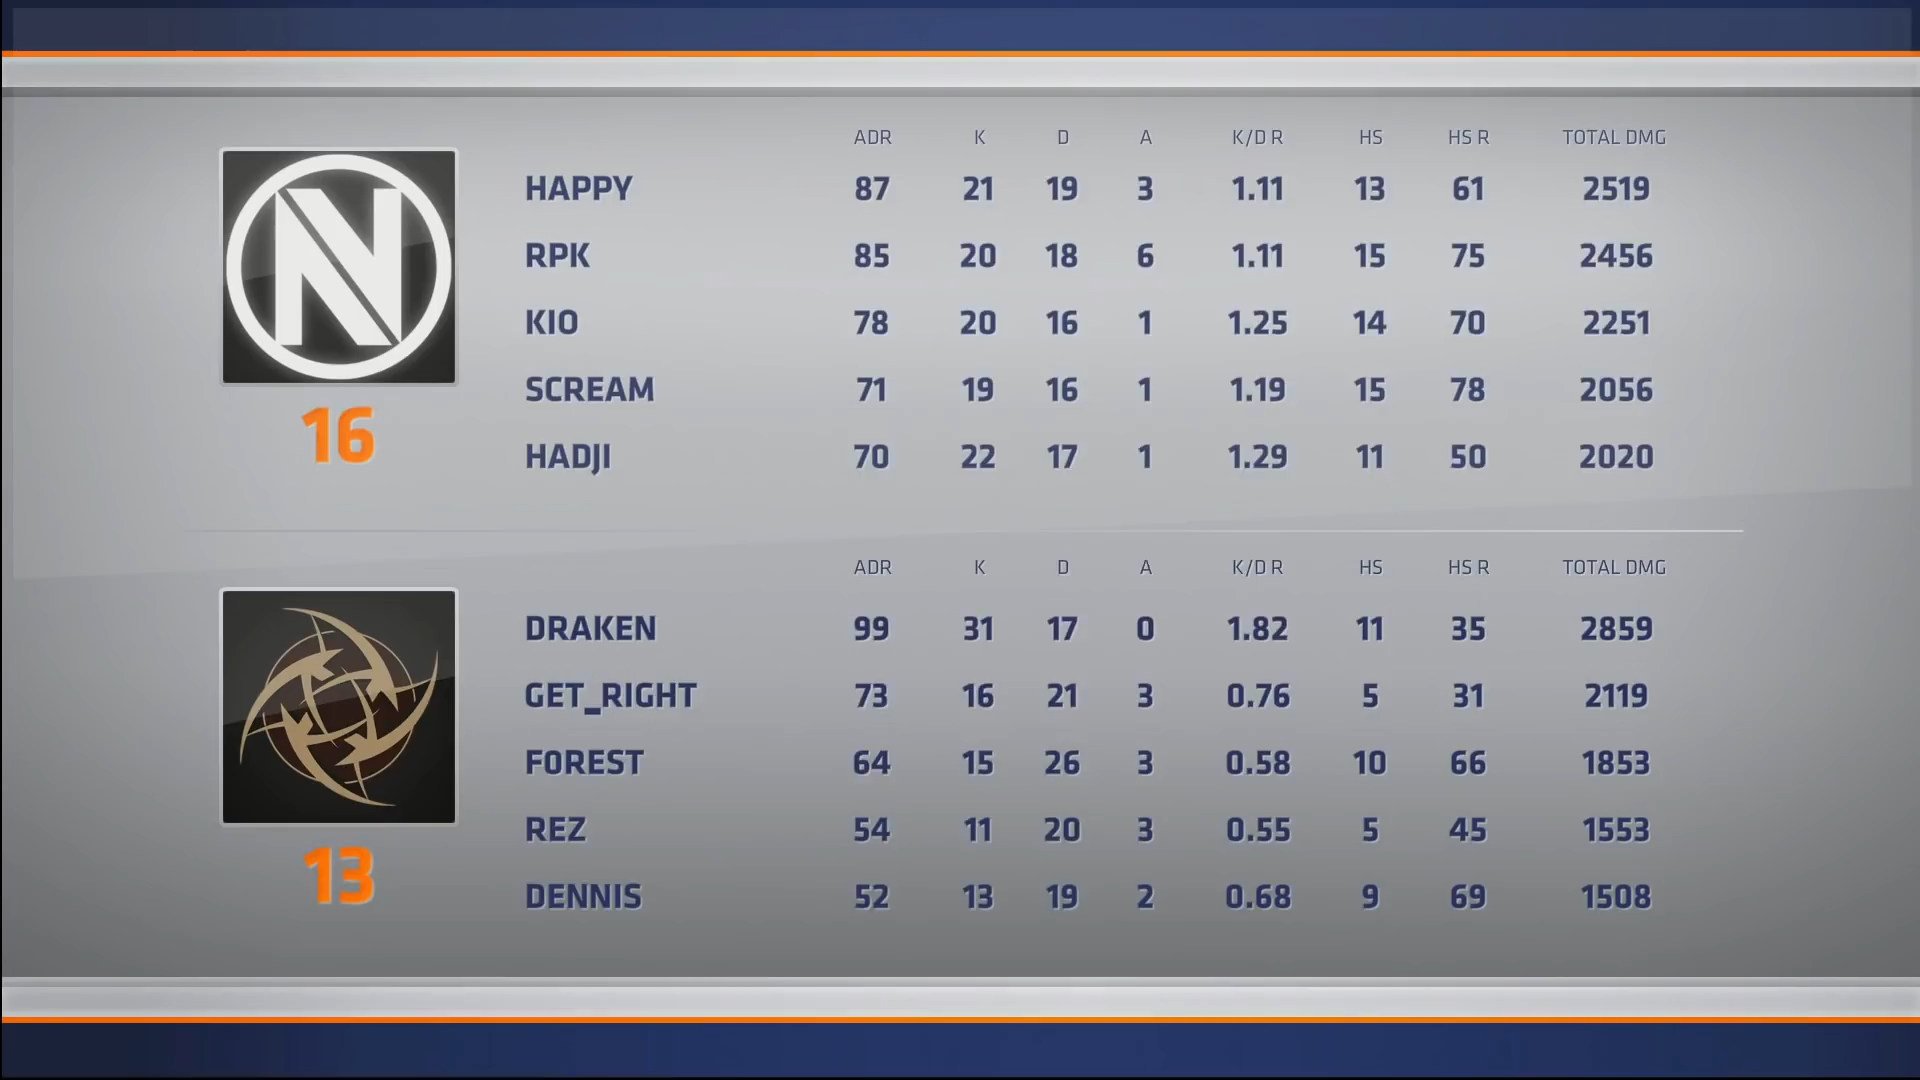 ADR K D A K/D R HS HS R TOTAL DMG
HAPPY 87 21 19 3 1.11 13 61 2519
RPK 85 20 18 6 1.11 15 75 2456
KIO 78 20 16 1 1.25 14 70 2251
SCREAM 71 19 16 1 1.19 15 78 2056
HADJI 70 22 17 1 1.29 11 50 2020
16
ADR K D A K/D R HS HS R TOTAL DMG
DRAKEN 99 31 17 0 1.82 11 35 2859
GET_RIGHT 73 16 21 3 0.76 5 31 2119
F0REST 64 15 26 3 0.58 10 66 1853
REZ 54 11 20 3 0.55 5 45 1553
DENNIS 52 13 19 2 0.68 9 69 1508
13